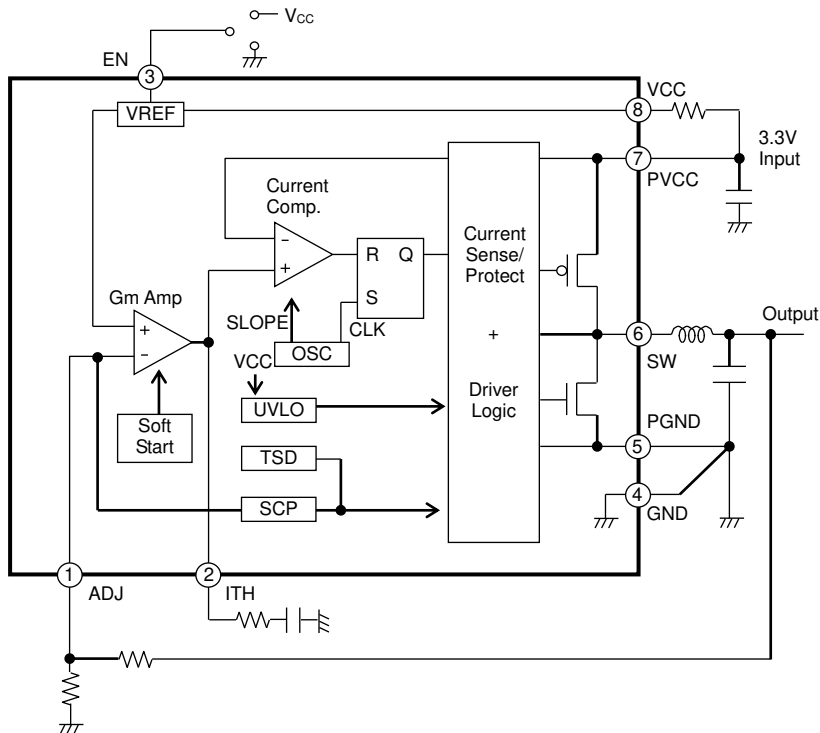 VCC
EN
3
VREF
VCC
8
3.3V
Input
7
PVCC
Current
Comp.
-
+
R Q
S
Current
Sense/
Protect
+
Driver
Logic
Gm Amp
+
-
SLOPE
CLK
OSC
VCC
UVLO
Soft
Start
TSD
SCP
Output
6
SW
PGND
5
4
GND
1
ADJ
2
ITH